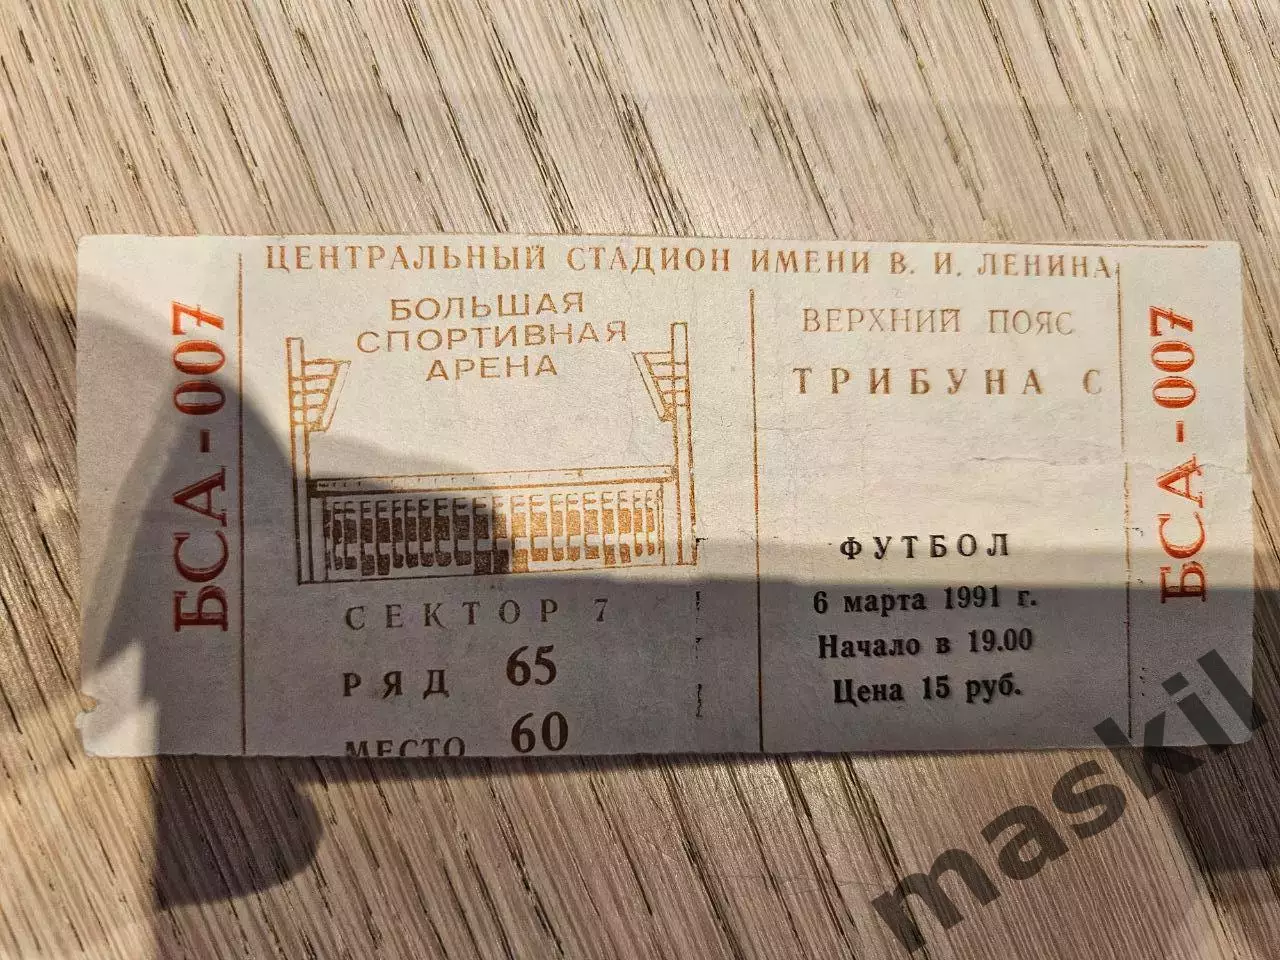 ЦЕНТРАЛЬНЫЙ СТАДИОН ИМЕНИ В. И. ЛЕНИНА
БСА-007
БОЛЬШАЯ
СПОРТИВНАЯ
АРЕНА
СЕКТОР 7
РЯД 65
МЕСТО 60
ВЕРХНИЙ ПОЯС
ТРИБУНА С
ФУТБОЛ
6 марта 1991 г.
Начало в 19.00
Цена 15 руб.
БСА-007
maskil